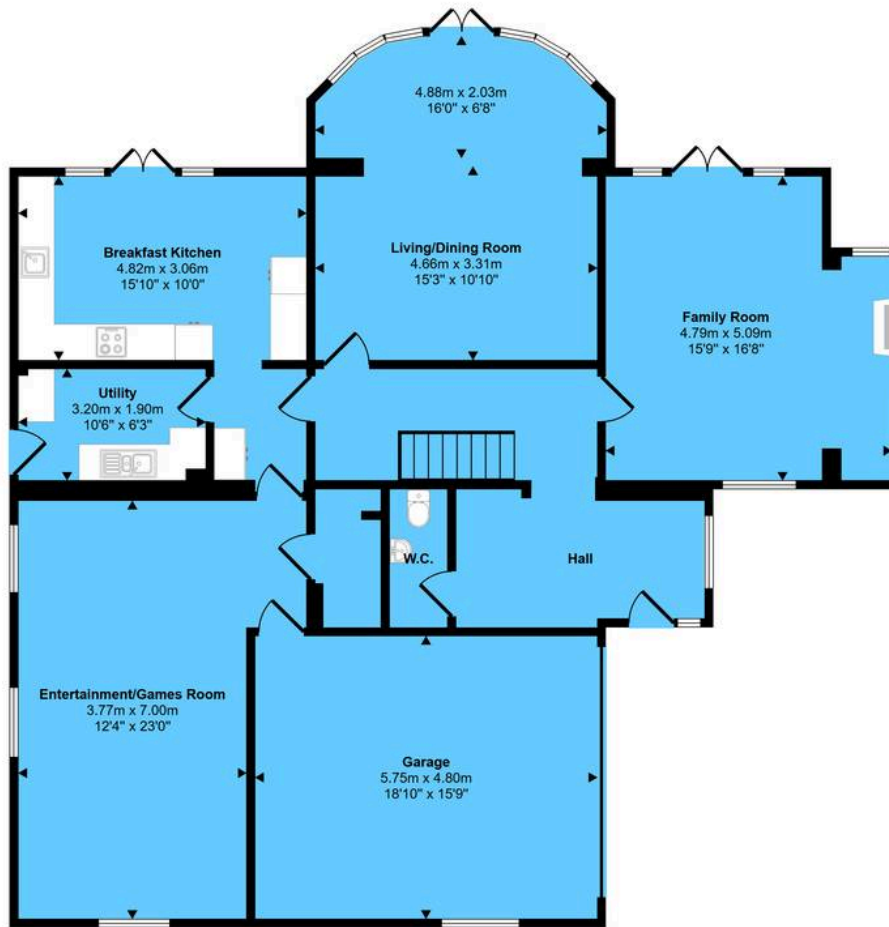 4.88m x 2.03m
16'0" x 6'8"
Breakfast Kitchen
4.82m x 3.06m
15'10" x 10'0"
Living/Dining Room
4.66m x 3.31m
15'3" x 10'10"
Family Room
4.79m x 5.09m
15'9" x 16'8"
Utility
3.20m x 1.90m
10'6" x 6'3"
W.C.
Hall
Entertainment/Games Room
3.77m x 7.00m
12'4" x 23'0"
Garage
5.75m x 4.80m
18'10" x 15'9"